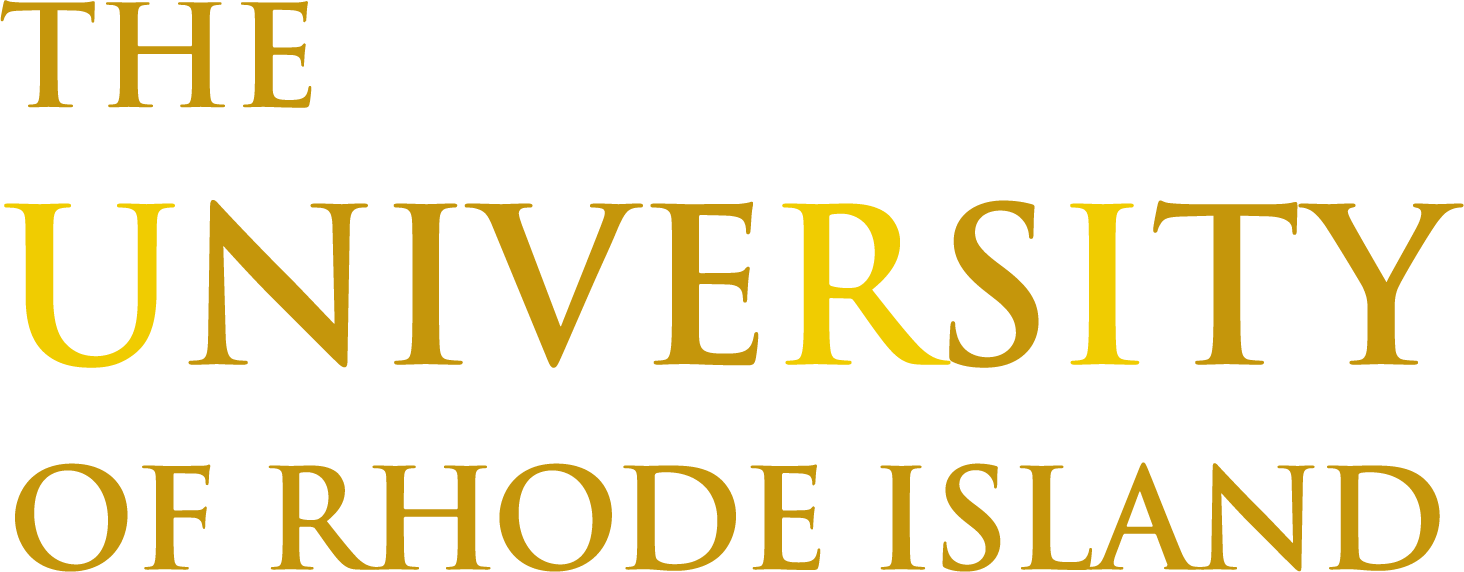 THE
UNIVERSITY
OF RHODE ISLAND